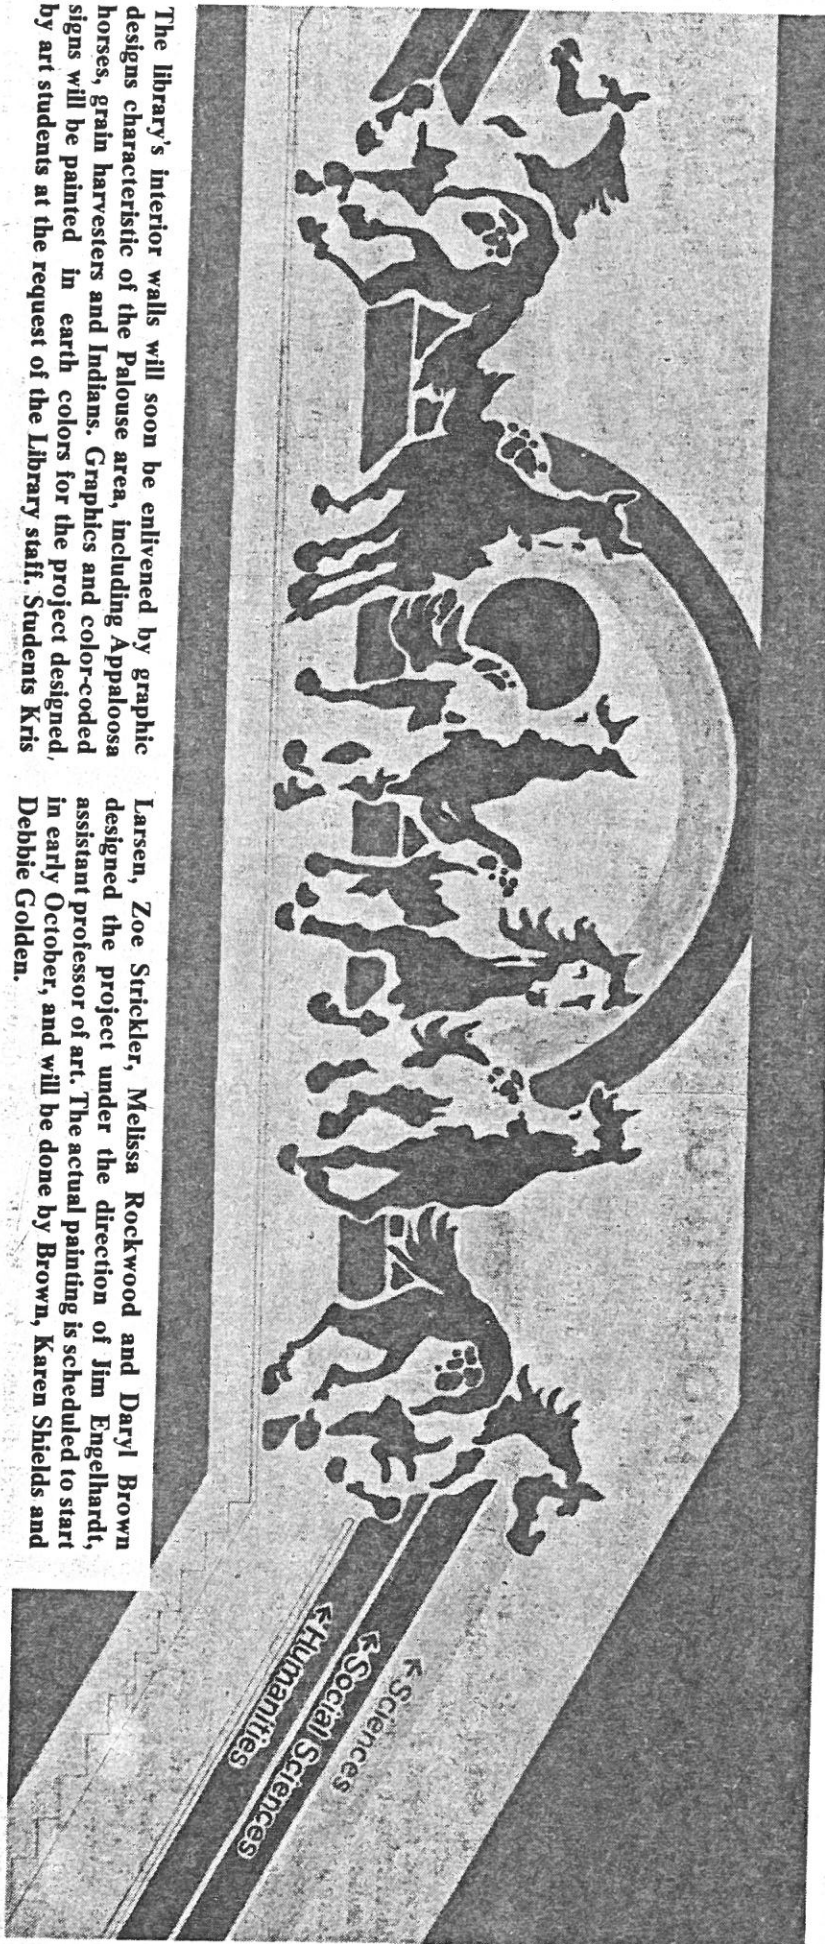 ←Sciences
←Social Sciences
←Humanities
The library's interior walls will soon be enlivened by graphic
designs characteristic of the Palouse area, including Appaloosa
horses, grain harvesters and Indians. Graphics and color-coded
signs will be painted in earth colors for the project designed,
by art students at the request of the Library staff. Students Kris
Larsen, Zoe Strickler, Melissa Rockwood and Daryl Brown
designed the project under the direction of Jim Engelhardt,
assistant professor of art. The actual painting is scheduled to start
in early October, and will be done by Brown, Karen Shields and
Debbie Golden.